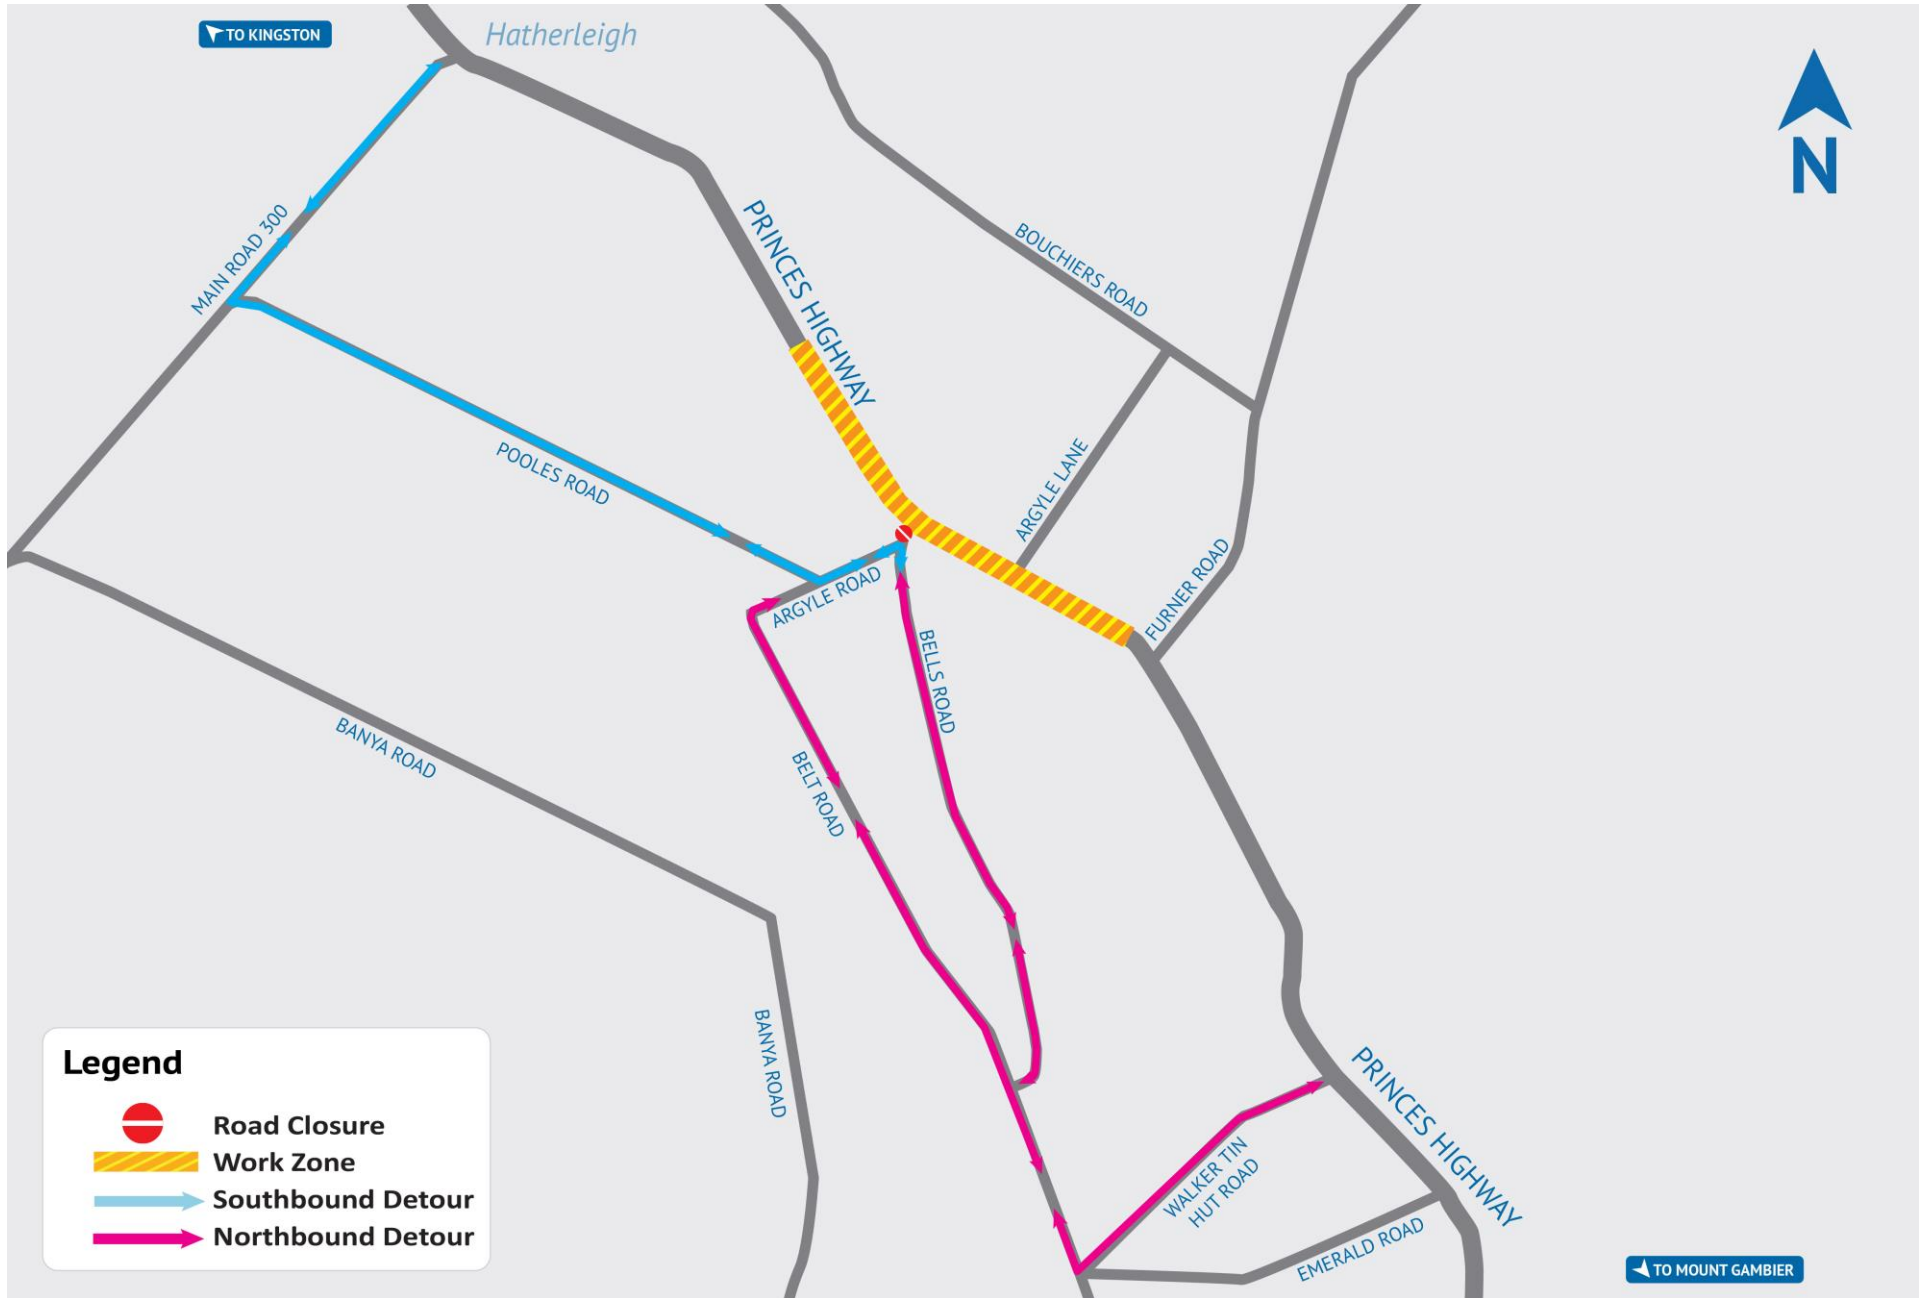 TO KINGSTON
Hatherleigh
N
MAIN ROAD 300
PRINCES HIGHWAY
BOUCHIERS ROAD
POOLES ROAD
ARGYLE LANE
ARGYLE ROAD
FURNER ROAD
BELLS ROAD
BANYA ROAD
BELT ROAD
BANYA ROAD
PRINCES HIGHWAY
WALKER TIN
HUT ROAD
EMERALD ROAD
TO MOUNT GAMBIER
Legend
Road Closure
Work Zone
Southbound Detour
Northbound Detour